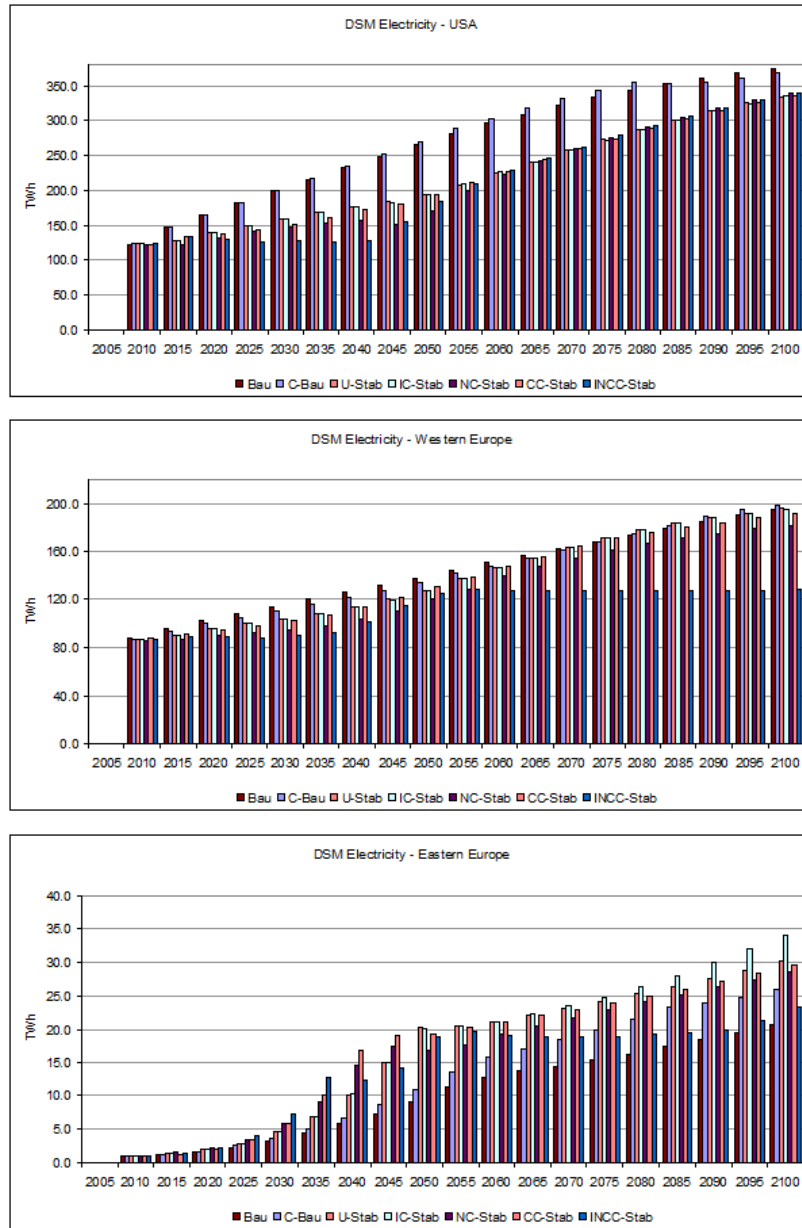 DSM Electricity - USA
350.0
300.0
250.0
200.0
150.0
100.0
50.0
0.0
TWh
2005 2010 2015 2020 2025 2030 2035 2040 2045 2050 2055 2060 2065 2070 2075 2080 2085 2090 2095 2100
Bau C-Bau U-Stab IC-Stab NC-Stab CC-Stab INCC-Stab
DSM Electricity - Western Europe
200.0
160.0
120.0
80.0
40.0
0.0
TWh
2005 2010 2015 2020 2025 2030 2035 2040 2045 2050 2055 2060 2065 2070 2075 2080 2085 2090 2095 2100
Bau C-Bau U-Stab IC-Stab NC-Stab CC-Stab INCC-Stab
DSM Electricity - Eastern Europe
40.0
35.0
30.0
25.0
20.0
15.0
10.0
5.0
0.0
TWh
2005 2010 2015 2020 2025 2030 2035 2040 2045 2050 2055 2060 2065 2070 2075 2080 2085 2090 2095 2100
Bau C-Bau U-Stab IC-Stab NC-Stab CC-Stab INCC-Stab